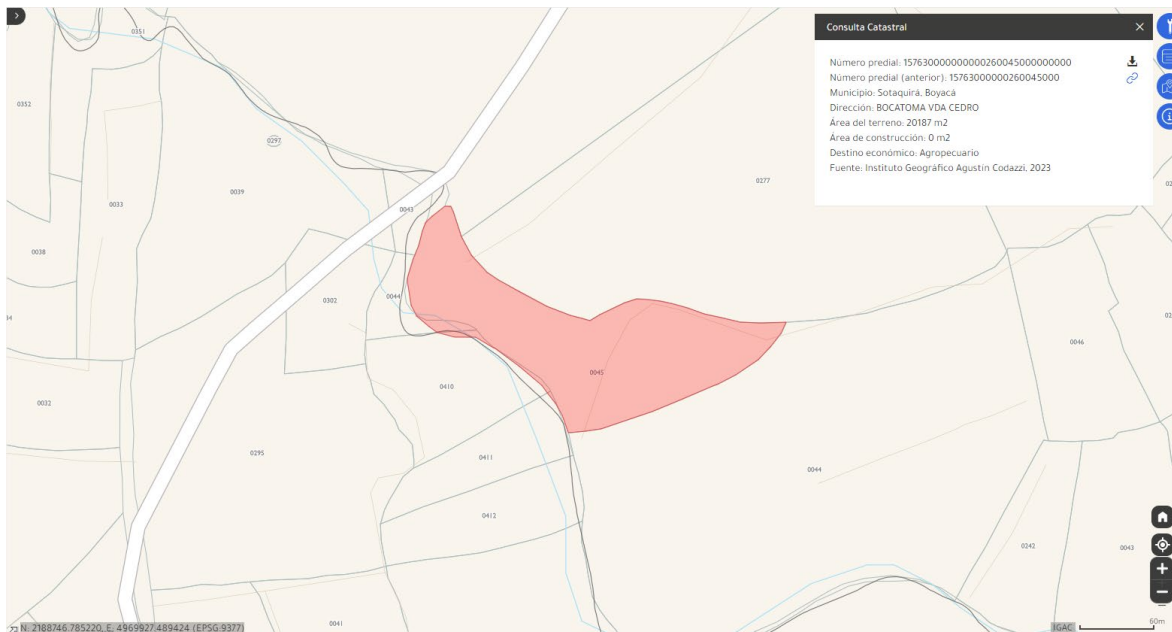 Consulta Catastral
Número predial: 157630000000000260045000000000
Número predial (anterior): 15763000000260045000
Municipio: Sotaquirá, Boyacá
Dirección: BOCATOMA VDA CEDRO
Área del terreno: 20187 m2
Área de construcción: 0 m2
Destino económico: Agropecuario
Fuente: Instituto Geográfico Agustín Codazzi, 2023
0351
0352
0297
0277
0039
0033
0043
0038
0302
0044
0046
0045
0410
0032
0295
0411
0044
0412
0242
0043
0041
N: 2188746.785220, E: 4969927.489424 (EPSG:9377)
IGAC
60m